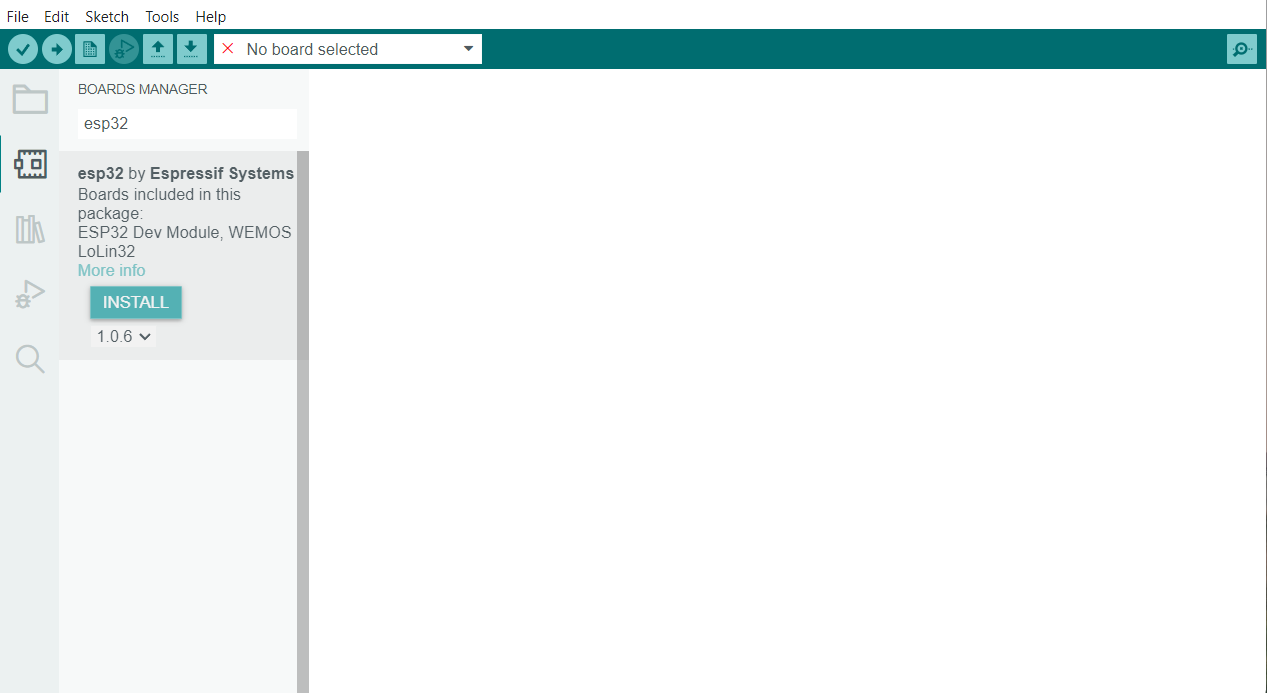 File Edit Sketch Tools Help
No board selected
BOARDS MANAGER
esp32
esp32 by Espressif Systems
Boards included in this
package:
ESP32 Dev Module, WEMOS
LoLin32
More info
INSTALL
1.0.6